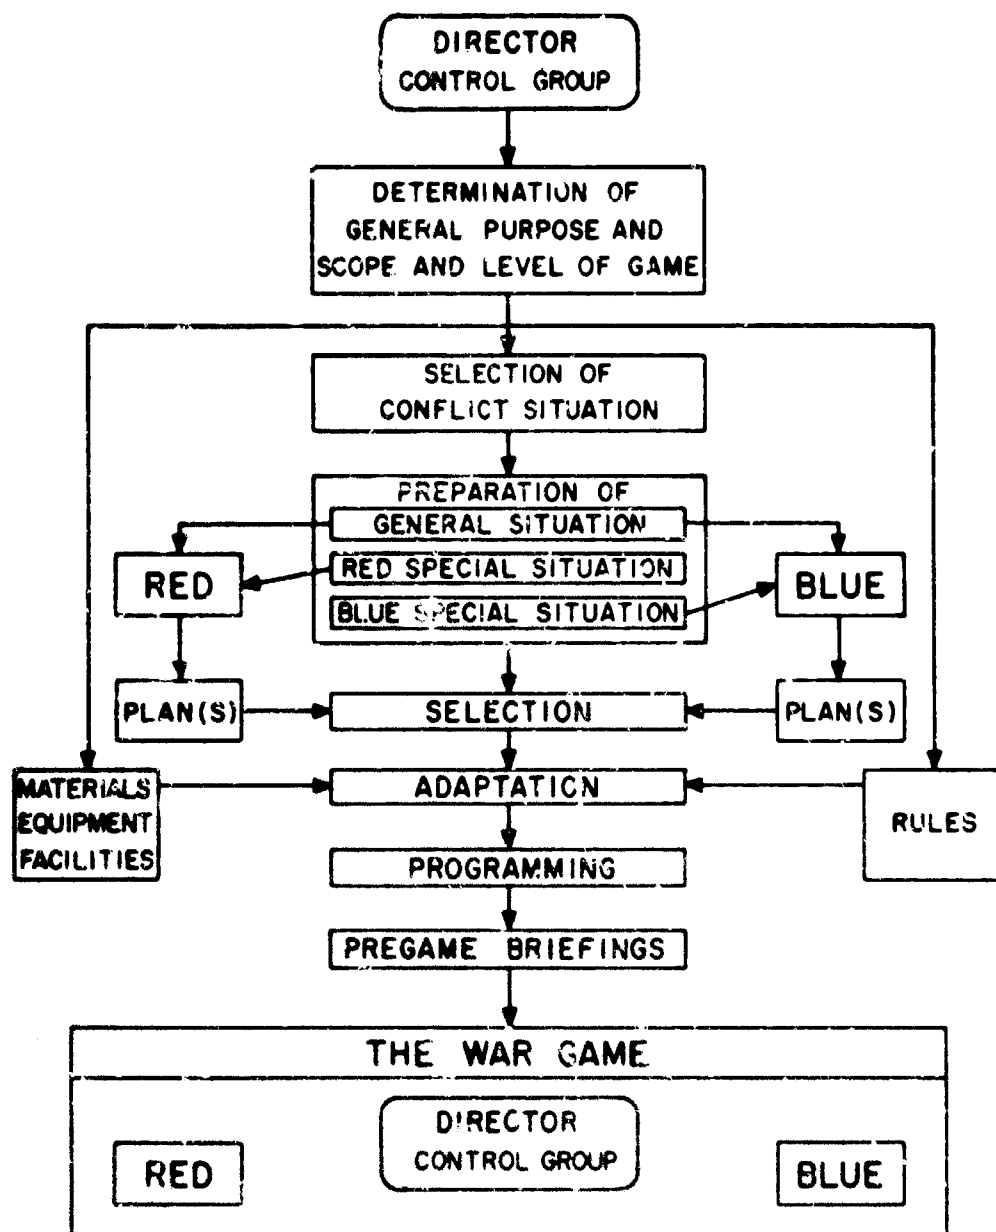 DIRECTOR
CONTROL GROUP
DETERMINATION OF
GENERAL PURPOSE AND
SCOPE AND LEVEL OF GAME
SELECTION OF
CONFLICT SITUATION
PREPARATION OF
GENERAL SITUATION
RED SPECIAL SITUATION
BLUE SPECIAL SITUATION
RED
BLUE
PLAN(S)
SELECTION
PLAN(S)
MATERIALS
EQUIPMENT
FACILITIES
ADAPTATION
RULES
PROGRAMMING
PREGAME BRIEFINGS
THE WAR GAME
DIRECTOR
CONTROL GROUP
RED
BLUE